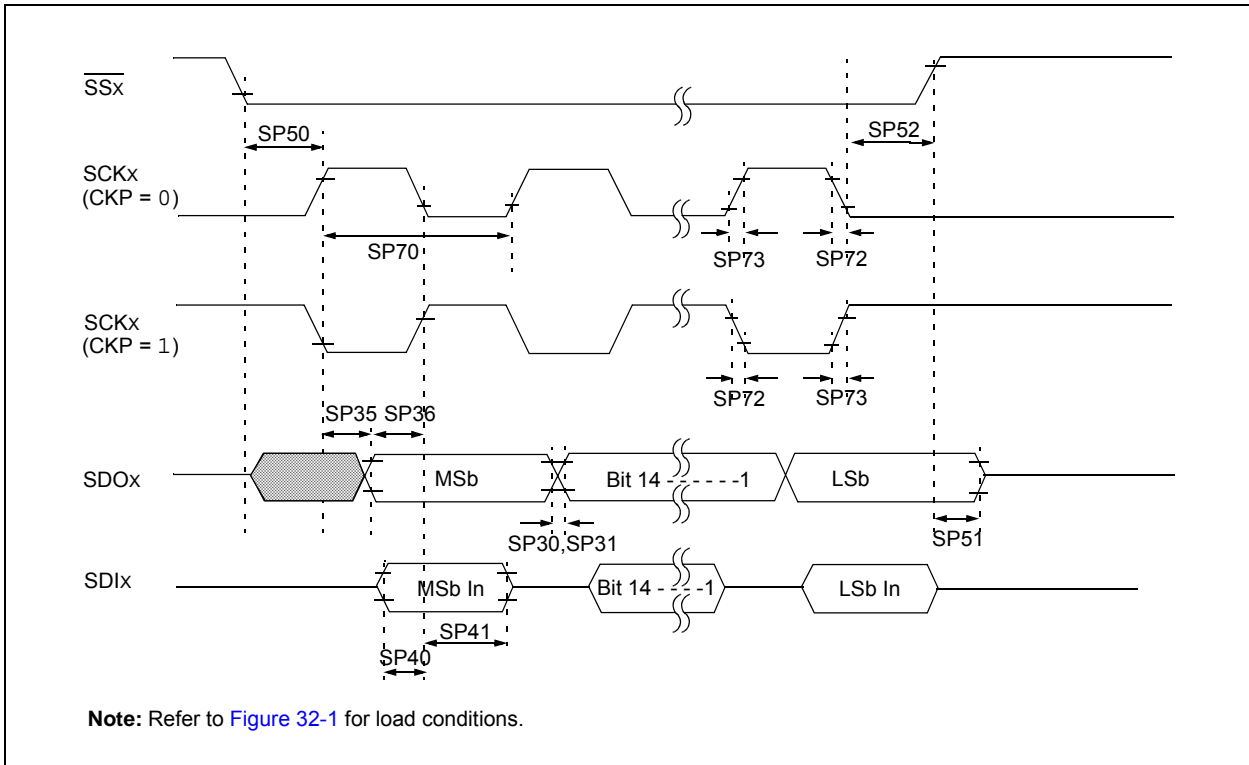 SSx
SP50
SP52
SCKx
(CKP = 0)
SP70
SP73
SP72
SCKx
(CKP = 1)
SP72
SP73
SP35 SP36
SDOx
MSb
Bit 14 - - - - - -1
LSb
SP30,SP31
SP51
SDIx
MSb In
Bit 14 - - - -1
LSb In
SP41
SP40
Note: Refer to Figure 32-1 for load conditions.